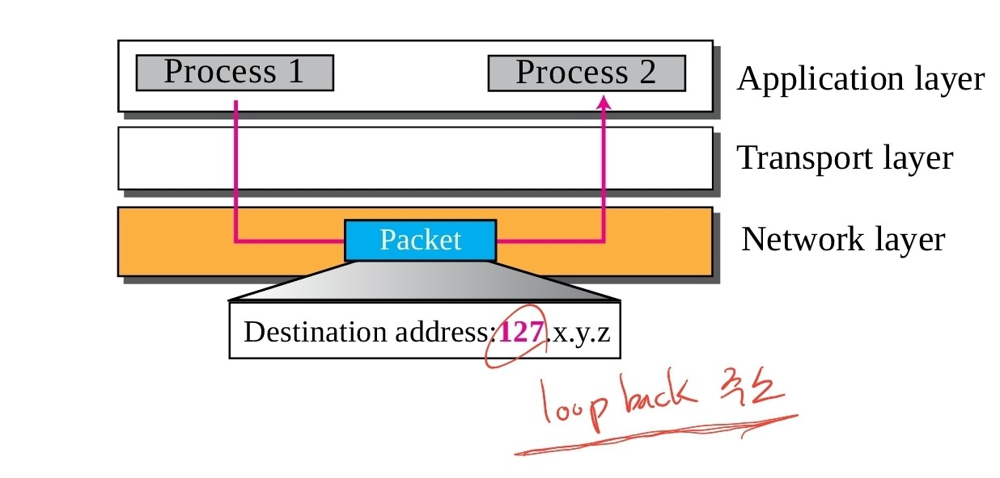 Process 1
Process 2
Application layer
Transport layer
Packet
Network layer
Destination address:127.x.y.z
loop back 주소